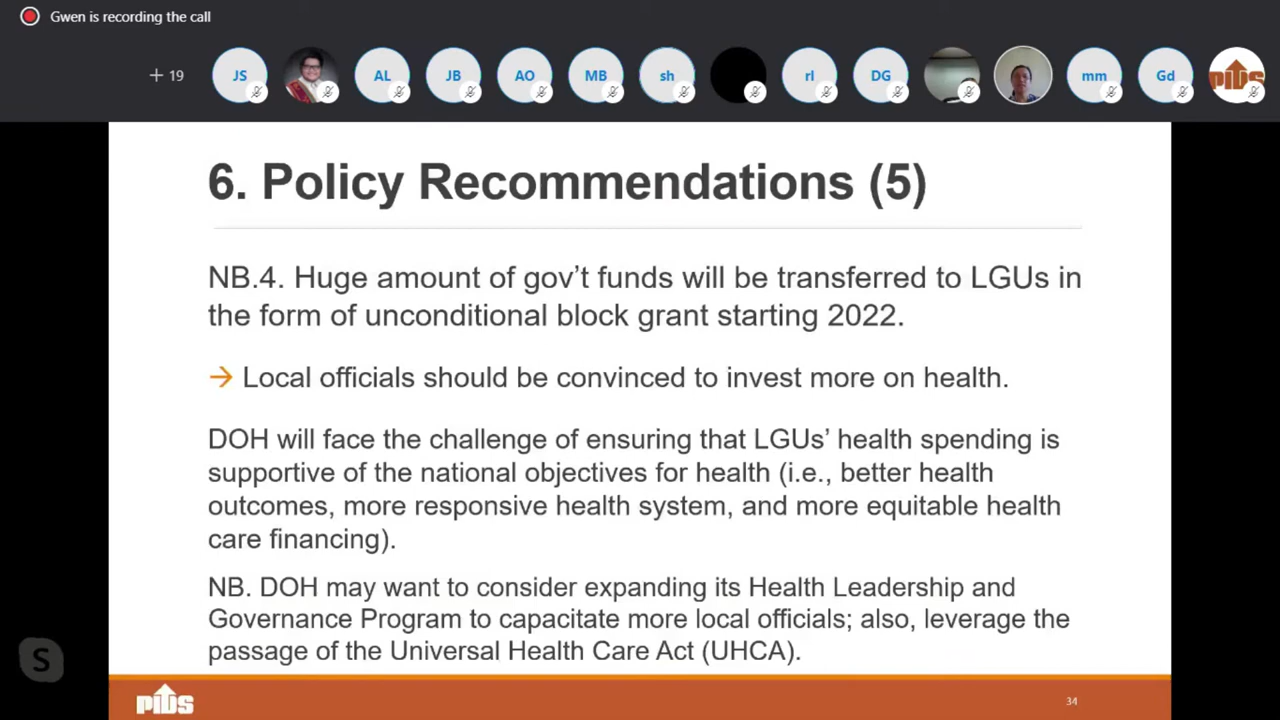 Gwen is recording the call
+ 19
JS
AL
JB
AO
MB
sh
rl
DG
mm
Gd
PIDS
6. Policy Recommendations (5)
NB.4. Huge amount of gov’t funds will be transferred to LGUs in
the form of unconditional block grant starting 2022.
→ Local officials should be convinced to invest more on health.
DOH will face the challenge of ensuring that LGUs’ health spending is
supportive of the national objectives for health (i.e., better health
outcomes, more responsive health system, and more equitable health
care financing).
NB. DOH may want to consider expanding its Health Leadership and
Governance Program to capacitate more local officials; also, leverage the
passage of the Universal Health Care Act (UHCA).
S
PIDS
34